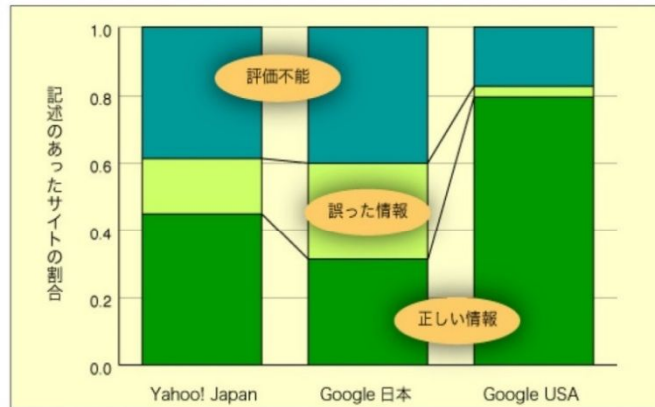 記述のあったサイトの割合
1.0
0.8
0.6
0.4
0.2
0.0
評価不能
誤った情報
正しい情報
Yahoo! Japan
Google 日本
Google USA